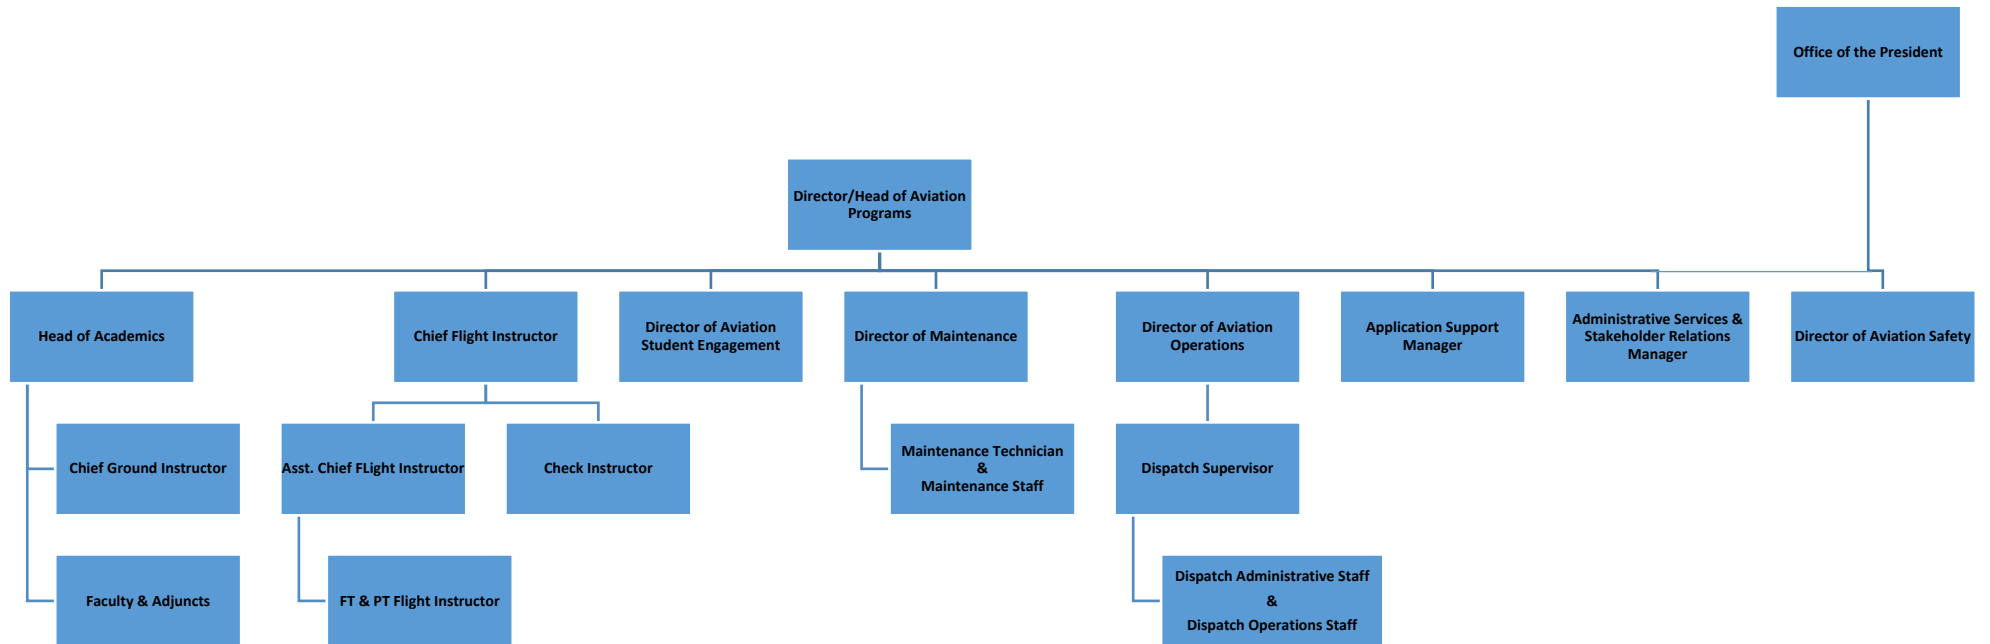 Office of the President
Director/Head of Aviation
Programs
Head of Academics
Chief Flight Instructor
Director of Aviation
Student Engagement
Director of Maintenance
Director of Aviation
Operations
Application Support
Manager
Administrative Services &
Stakeholder Relations
Manager
Director of Aviation Safety
Chief Ground Instructor
Asst. Chief FLight Instructor
Check Instructor
Maintenance Technician
&
Maintenance Staff
Dispatch Supervisor
Faculty & Adjuncts
FT & PT Flight Instructor
Dispatch Administrative Staff
&
Dispatch Operations Staff